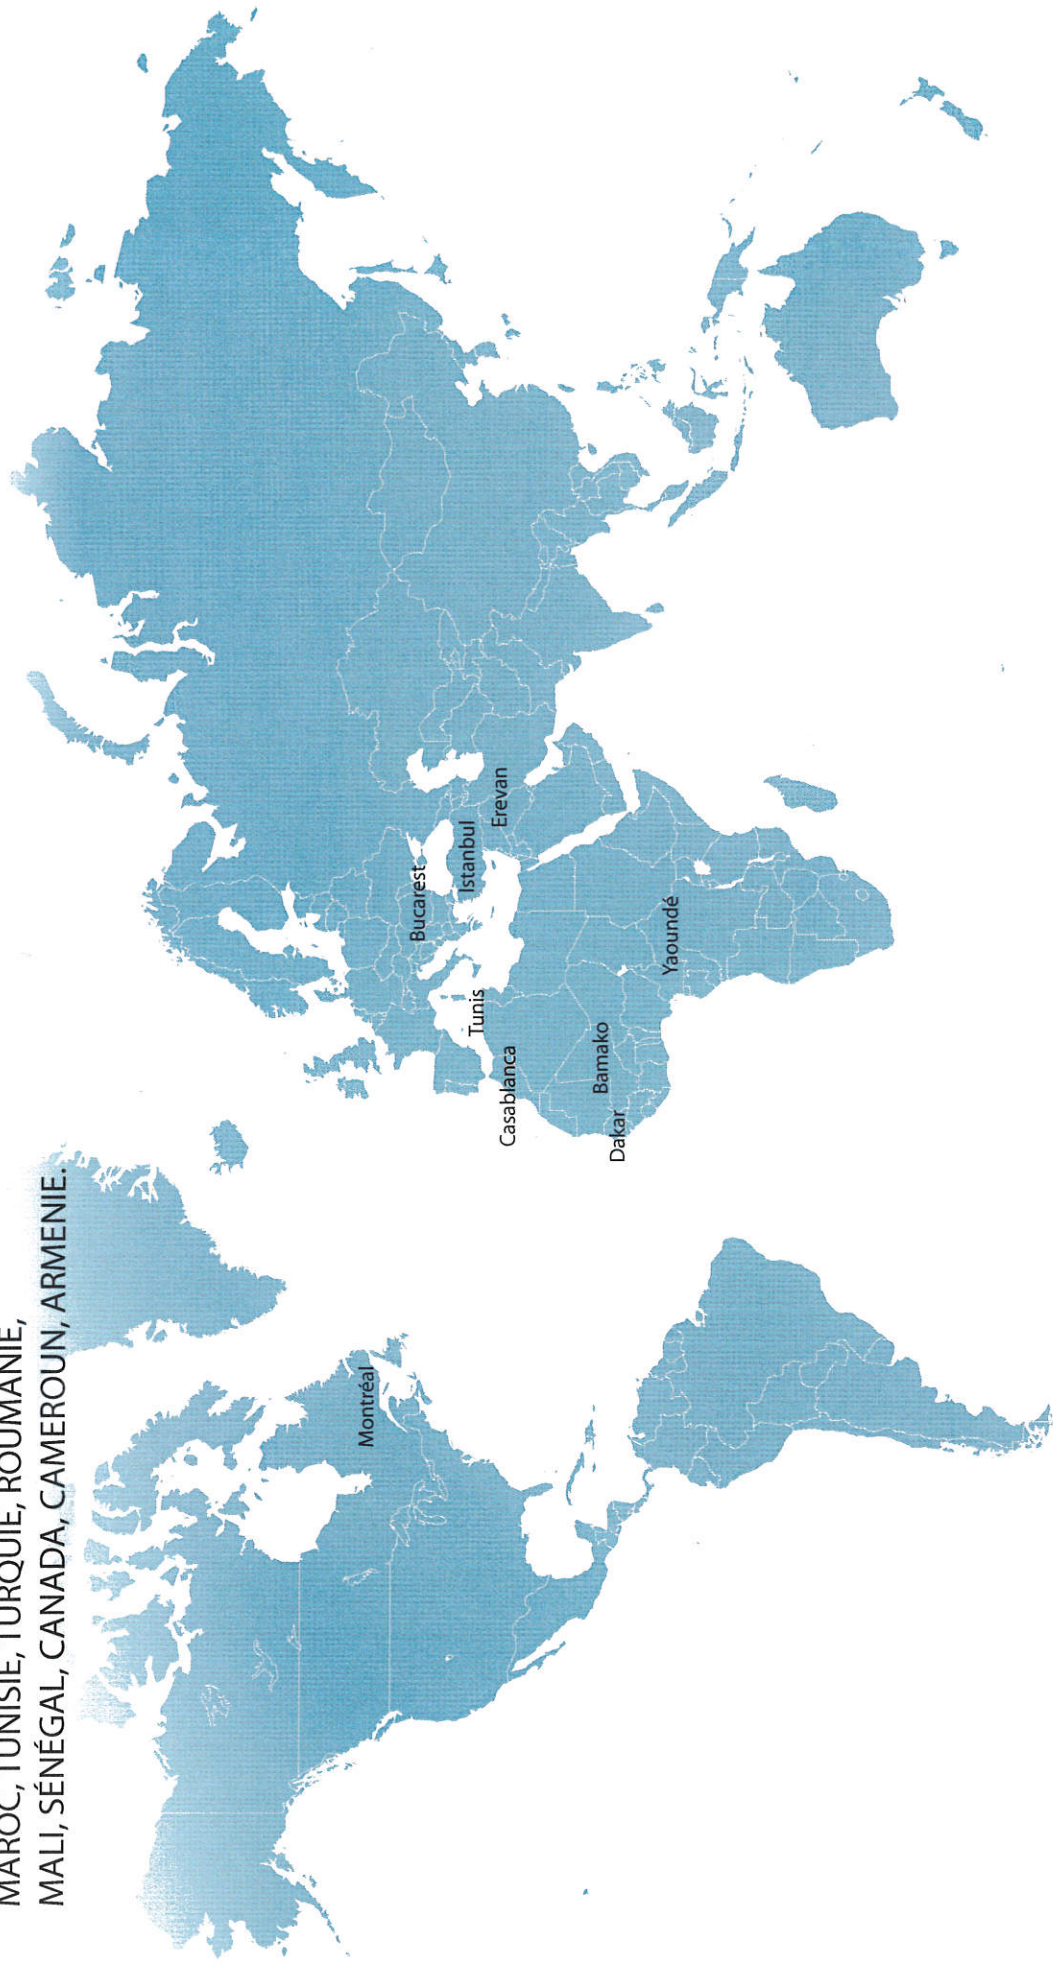 MAROC, TUNISIE, TURQUIE, ROUMANIE,
MALI, SÉNÉGAL, CANADA, CAMEROUN, ARMENIE.
Montréal
Bucarest
Istanbul
Erevan
Tunis
Casablanca
Bamako
Dakar
Yaoundé